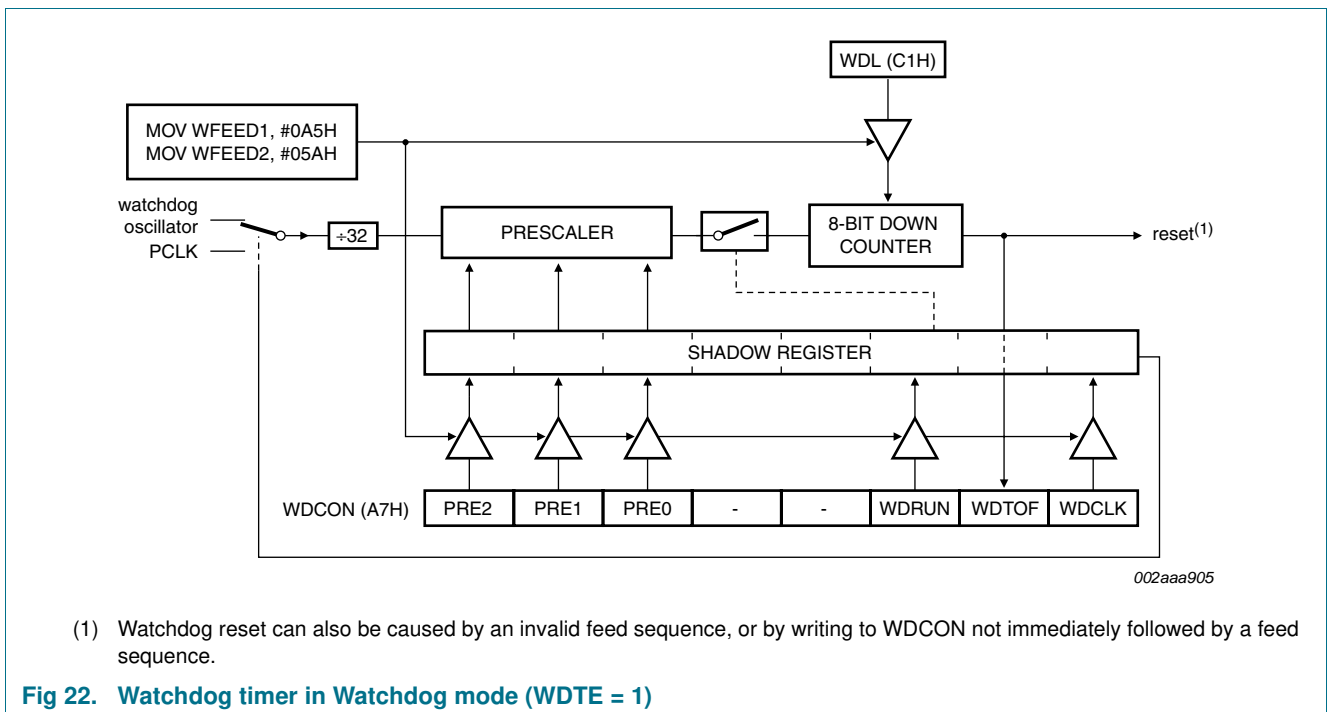 WDL (C1H)
MOV WFEED1, #0A5H
MOV WFEED2, #05AH
watchdog
oscillator
PCLK
÷32
PRESCALER
8-BIT DOWN
COUNTER
reset(1)
SHADOW REGISTER
WDCON (A7H)
PRE2 PRE1 PRE0 - - WDRUN WDTOF WDCLK
002aaa905
(1) Watchdog reset can also be caused by an invalid feed sequence, or by writing to WDCON not immediately followed by a feed
sequence.
Fig 22. Watchdog timer in Watchdog mode (WDTE = 1)